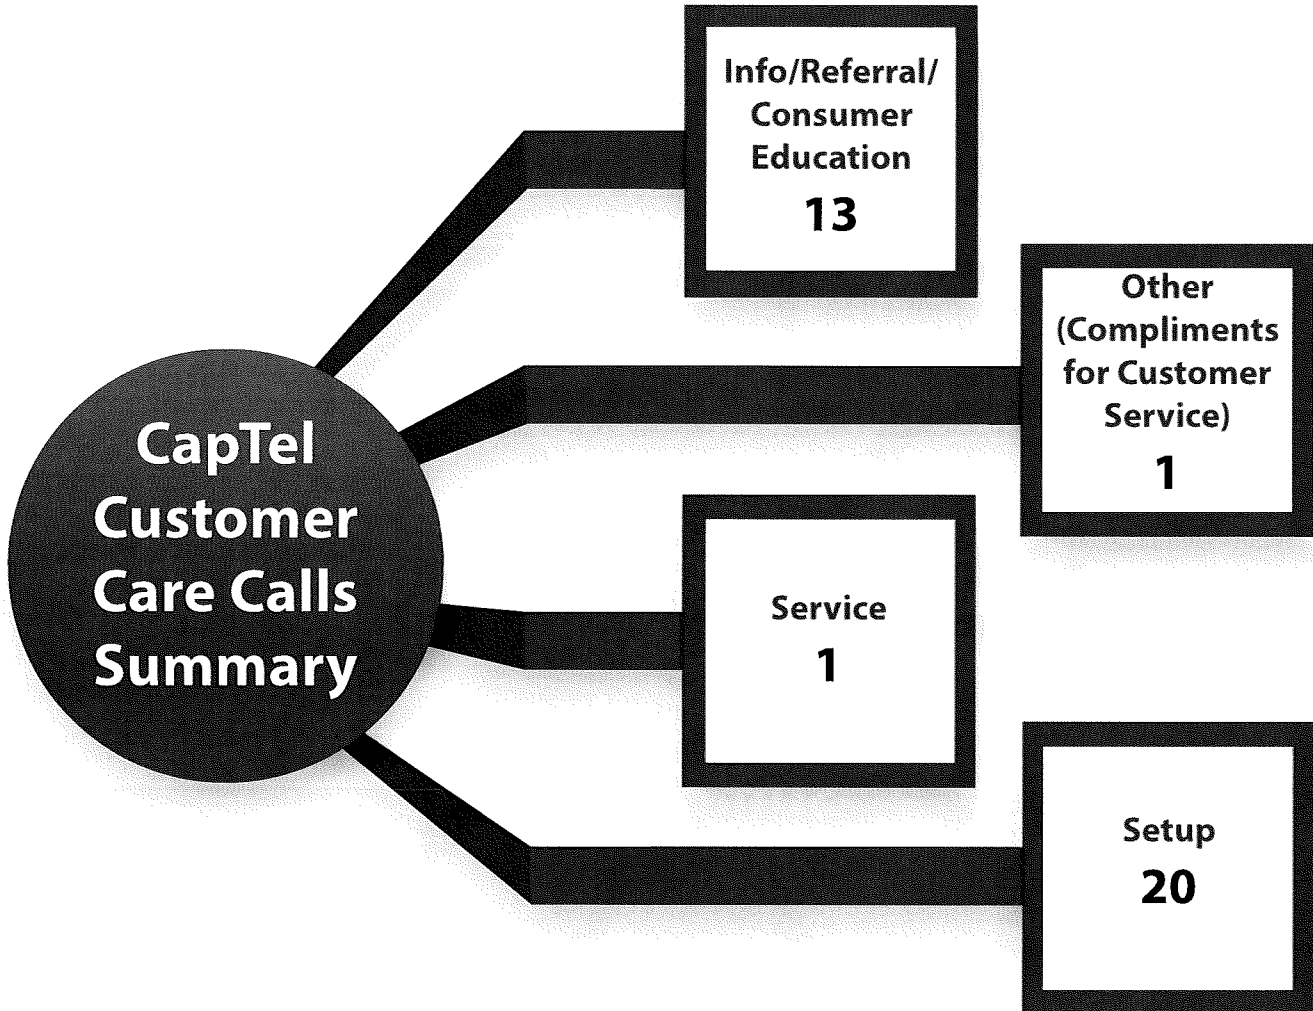 CapTel
Customer
Care Calls
Summary
Info/Referral/
Consumer
Education
13
Other
(Compliments
for Customer
Service)
1
Service
1
Setup
20